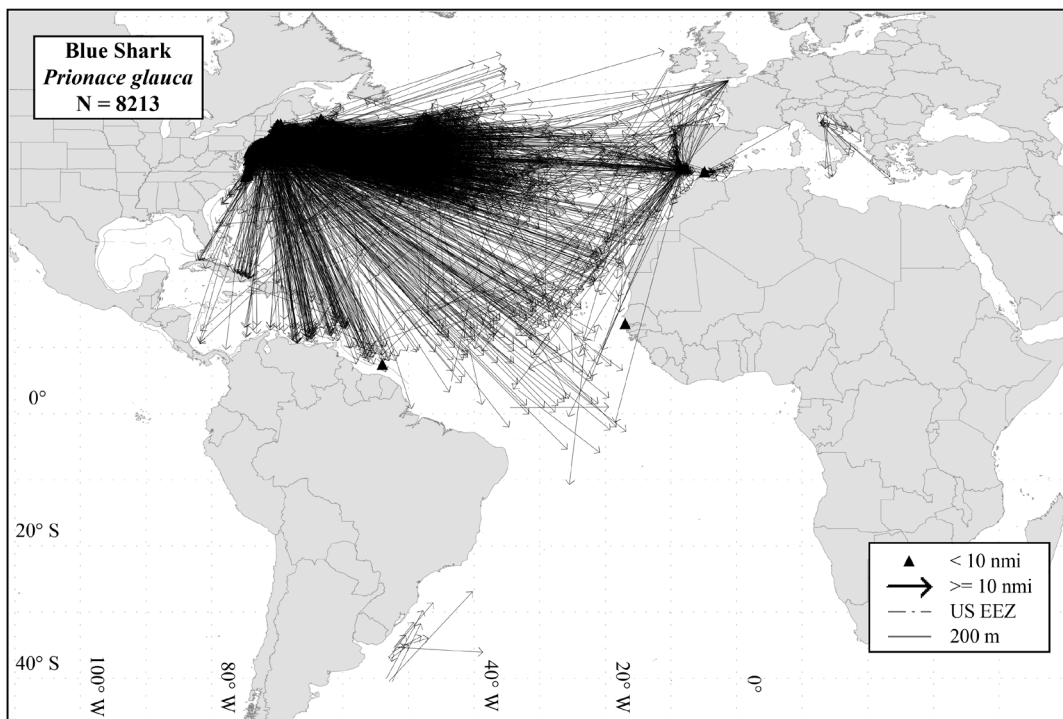 Blue Shark
Prionace glauca
N = 8213
0°
20° S
40° S
100° W
80° W
40° W
20° W
0°
< 10 nmi
>= 10 nmi
US EEZ
200 m